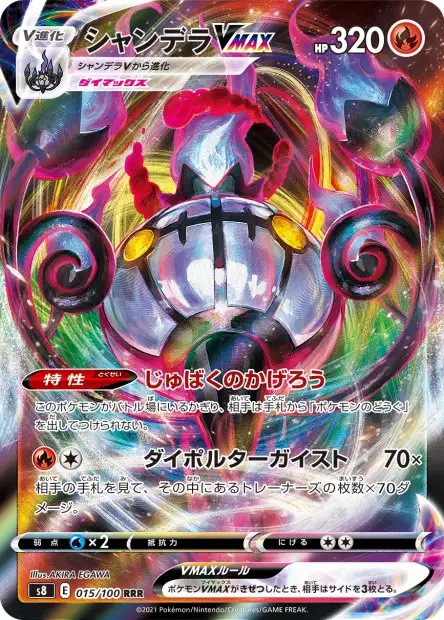 V進化
シャンデラVMAX
HP 320
シャンデラVから進化
ダイマックス
特性 とくせい じゅばくのかげろう
このポケモンがバトル場にいるかぎり、相手は手札から「ポケモンのどうぐ」
を出してつけられない。
ダイポルターガイスト 70×
相手の手札を見て、その中にあるトレーナーズの枚数×70ダ
メージ。
弱点 ×2 抵抗力 にげる
Illus. AKIRA EGAWA
VMAXルール
s8 E 015/100 RRR
ポケモンVMAXがきぜつしたとき、相手はサイドを3枚とる。
©2021 Pokémon/Nintendo/Creatures/GAME FREAK.